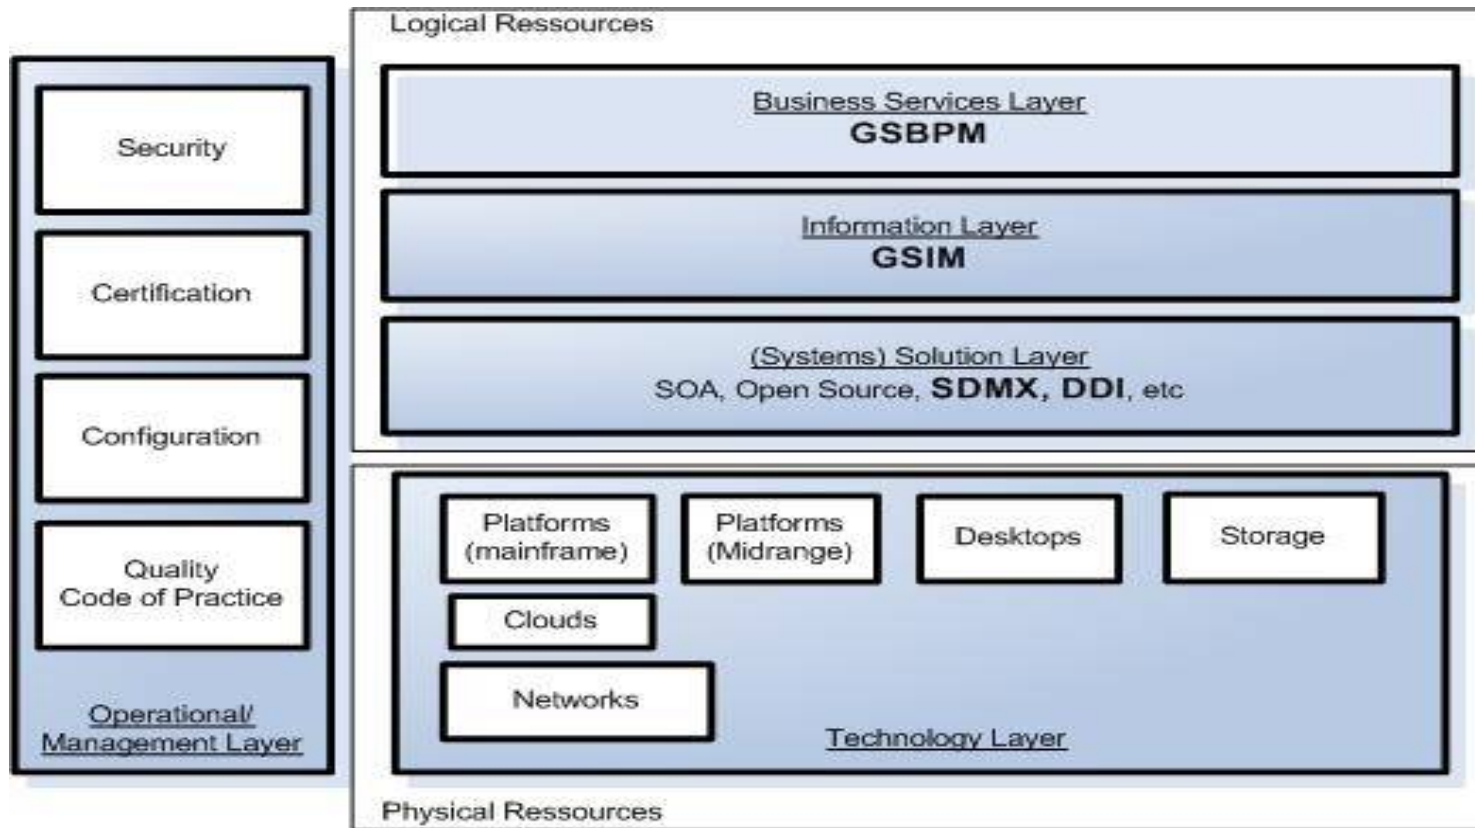 Logical Ressources
Business Services Layer
GSBPM
Information Layer
GSIM
(Systems) Solution Layer
SOA, Open Source, SDMX, DDI, etc
Security
Certification
Configuration
Quality
Code of Practice
Operational/
Management Layer
Platforms
(mainframe)
Platforms
(Midrange)
Desktops
Storage
Clouds
Networks
Technology Layer
Physical Ressources